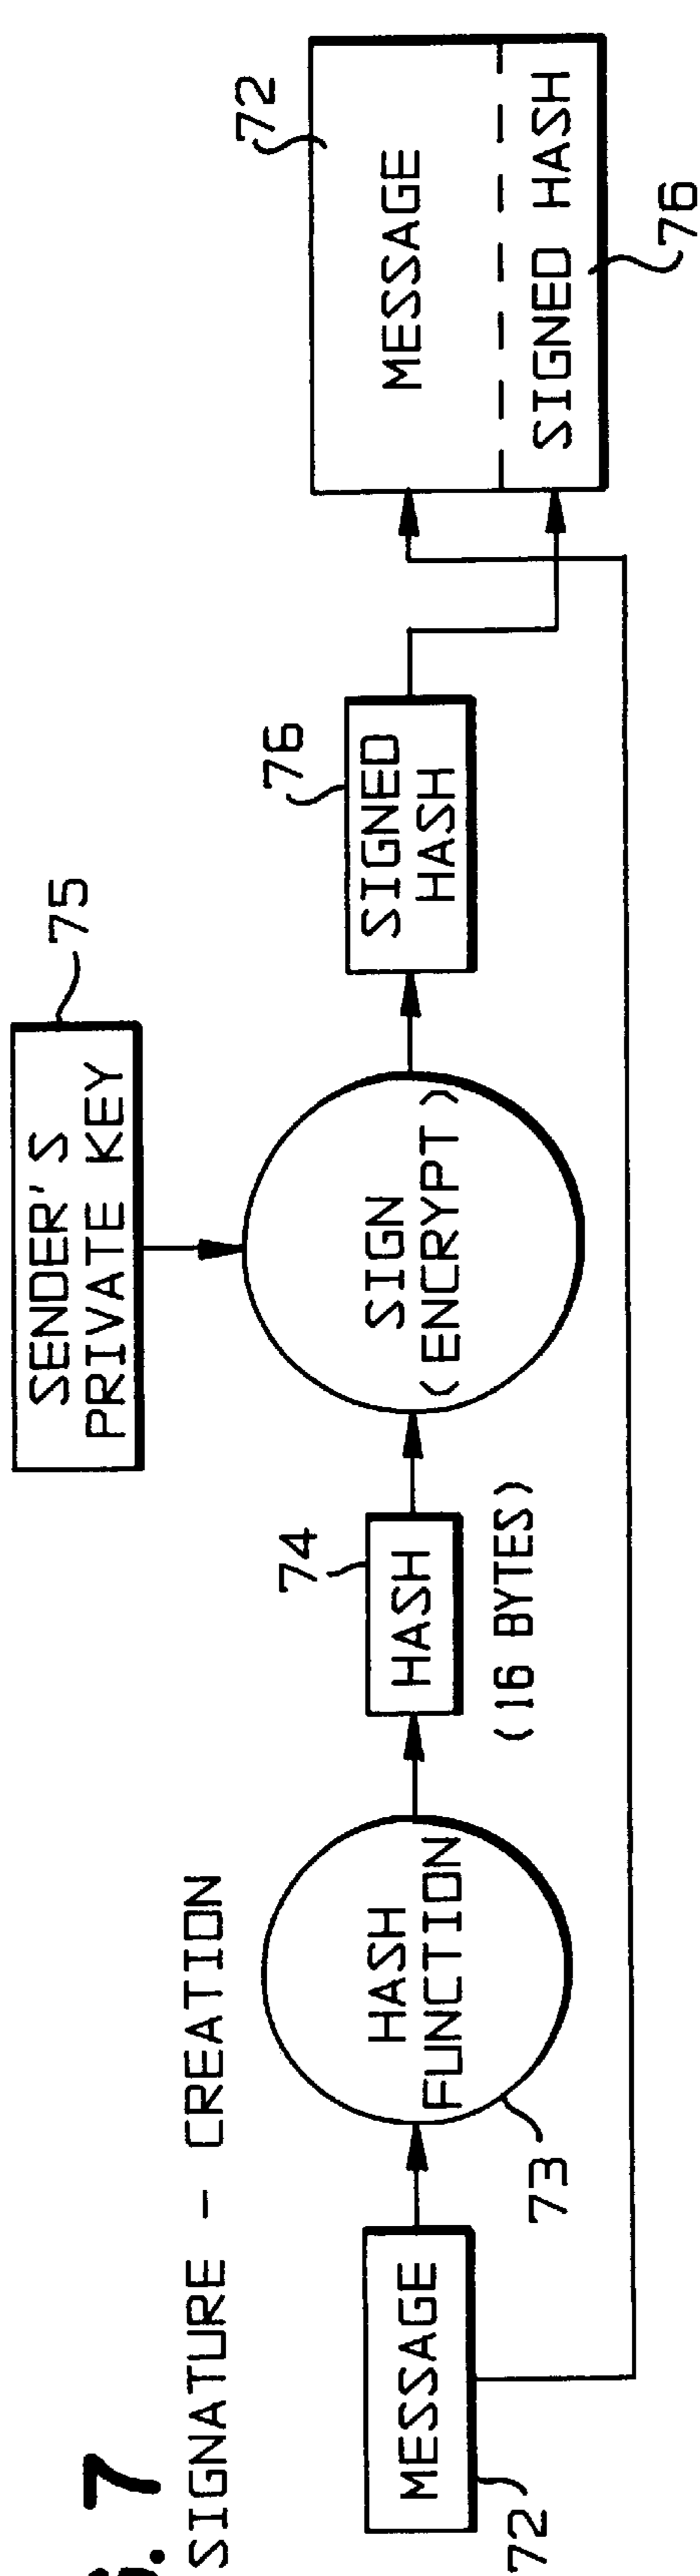 . 7
SIGNATURE - CREATION
MESSAGE
72
HASH
FUNCTION
73
HASH
74
(16 BYTES)
SENDER'S
PRIVATE KEY
75
SIGN
(ENCRYPT)
SIGNED
HASH
76
MESSAGE
72
SIGNED HASH
76